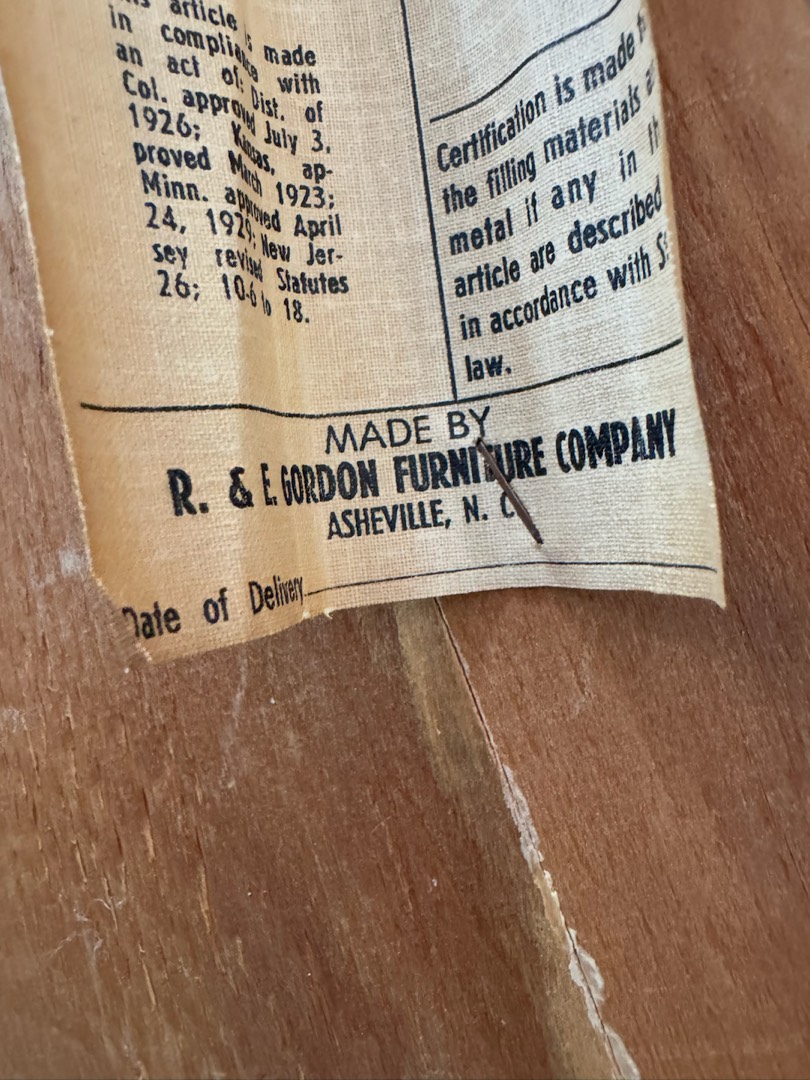 article is made
in compliance with
an act of: Dist. of
Col. approved July 3,
1926; Kansas, ap-
proved March 1923;
Minn. approved April
24, 1929; New Jer-
sey revised Statutes
26; 10-6 to 18.
Certification is made
the filling materials
metal if any in
article are described
in accordance with
law.
MADE BY
R. & E. GORDON FURNITURE COMPANY
ASHEVILLE, N. C.
Date of Delivery